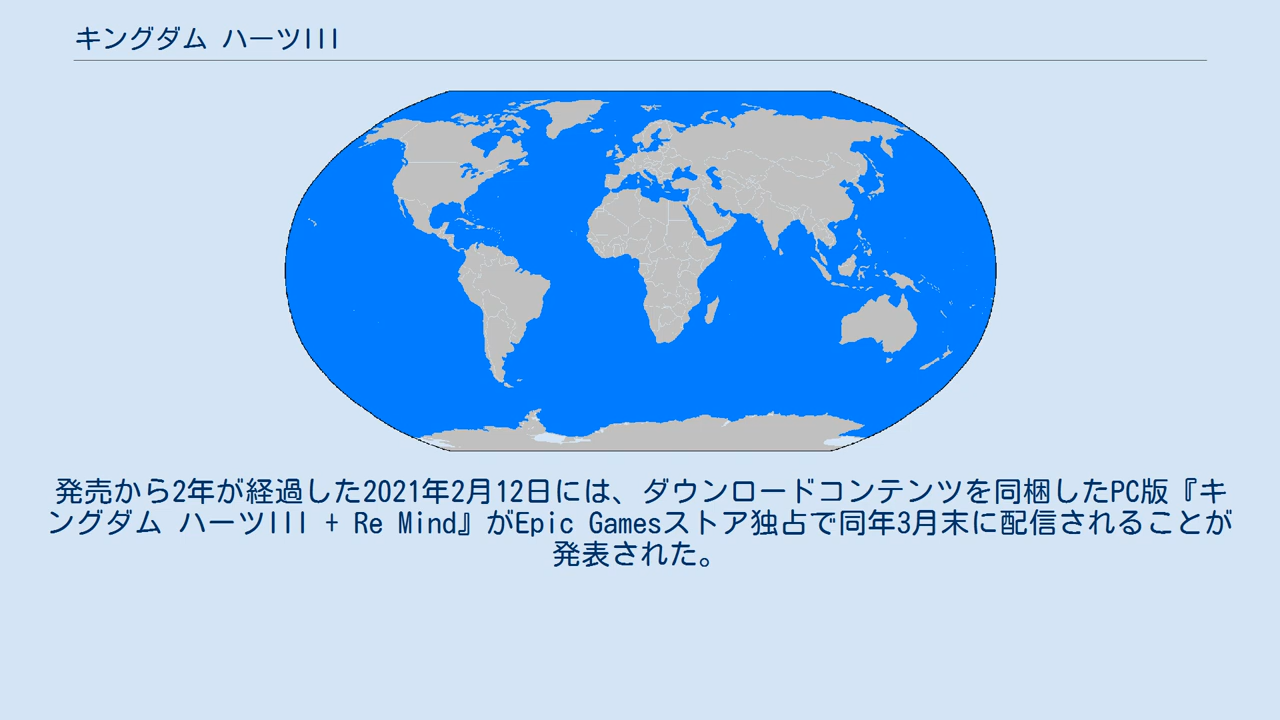 キングダム ハーツIII
発売から2年が経過した2021年2月12日には、ダウンロードコンテンツを同梱したPC版『キ
ングダム ハーツIII + Re Mind』がEpic Gamesストア独占で同年3月末に配信されることが
発表された。